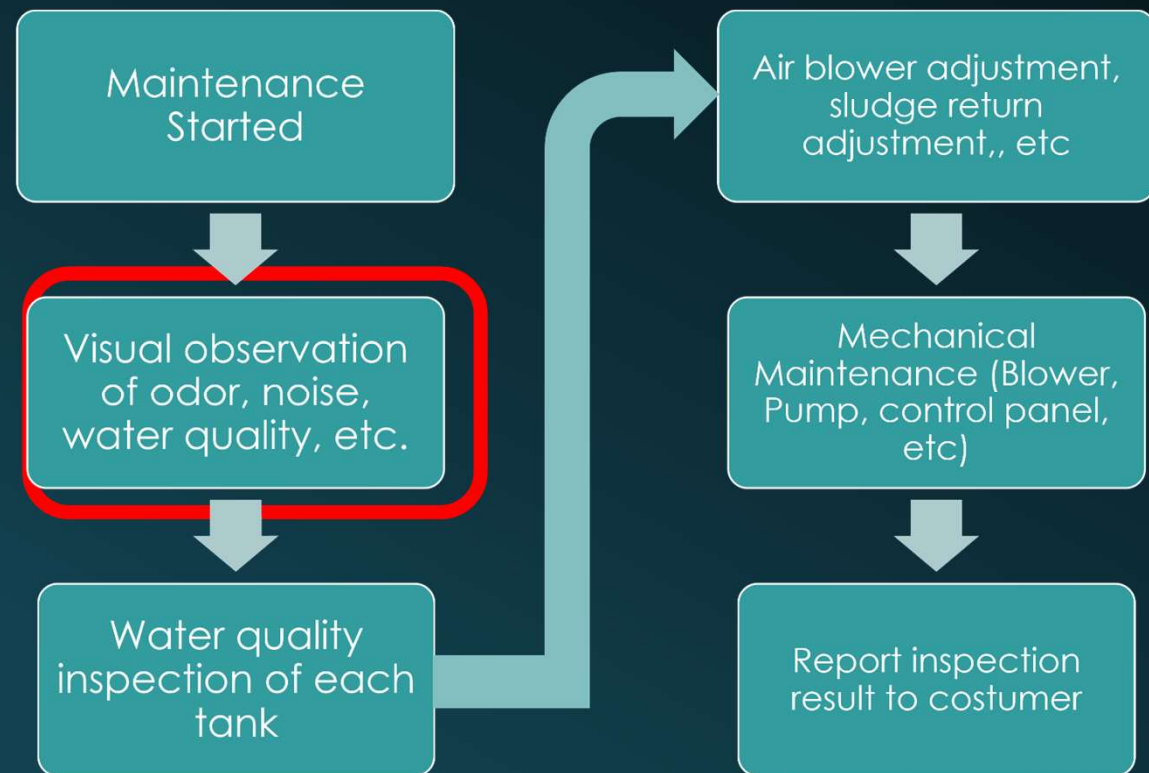 Maintenance
Started
Visual observation
of odor, noise,
water quality, etc.
Water quality
inspection of each
tank
Air blower adjustment,
sludge return
adjustment,, etc
Mechanical
Maintenance (Blower,
Pump, control panel,
etc)
Report inspection
result to costumer